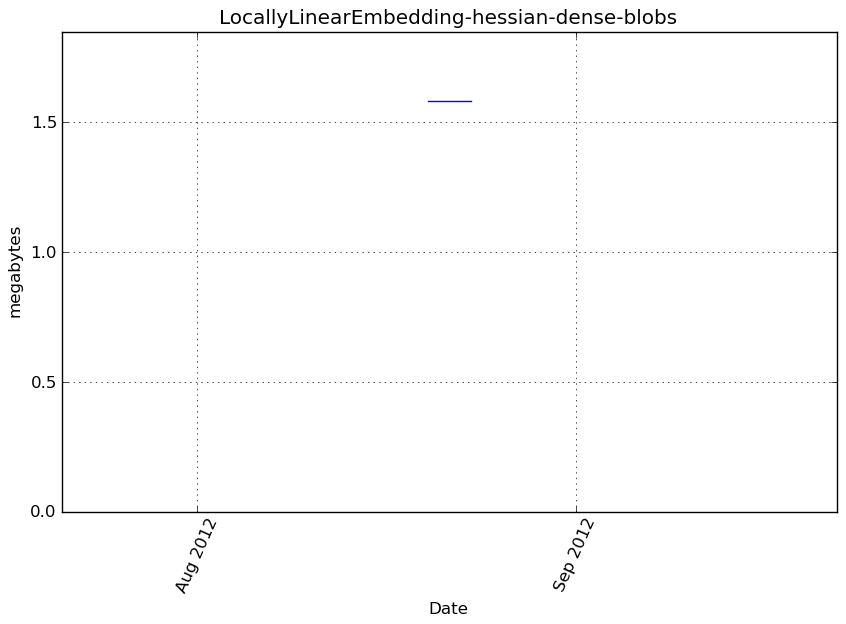 LocallyLinearEmbedding-hessian-dense-blobs
megabytes
1.5
1.0
0.5
0.0
Aug 2012
Sep 2012
Date